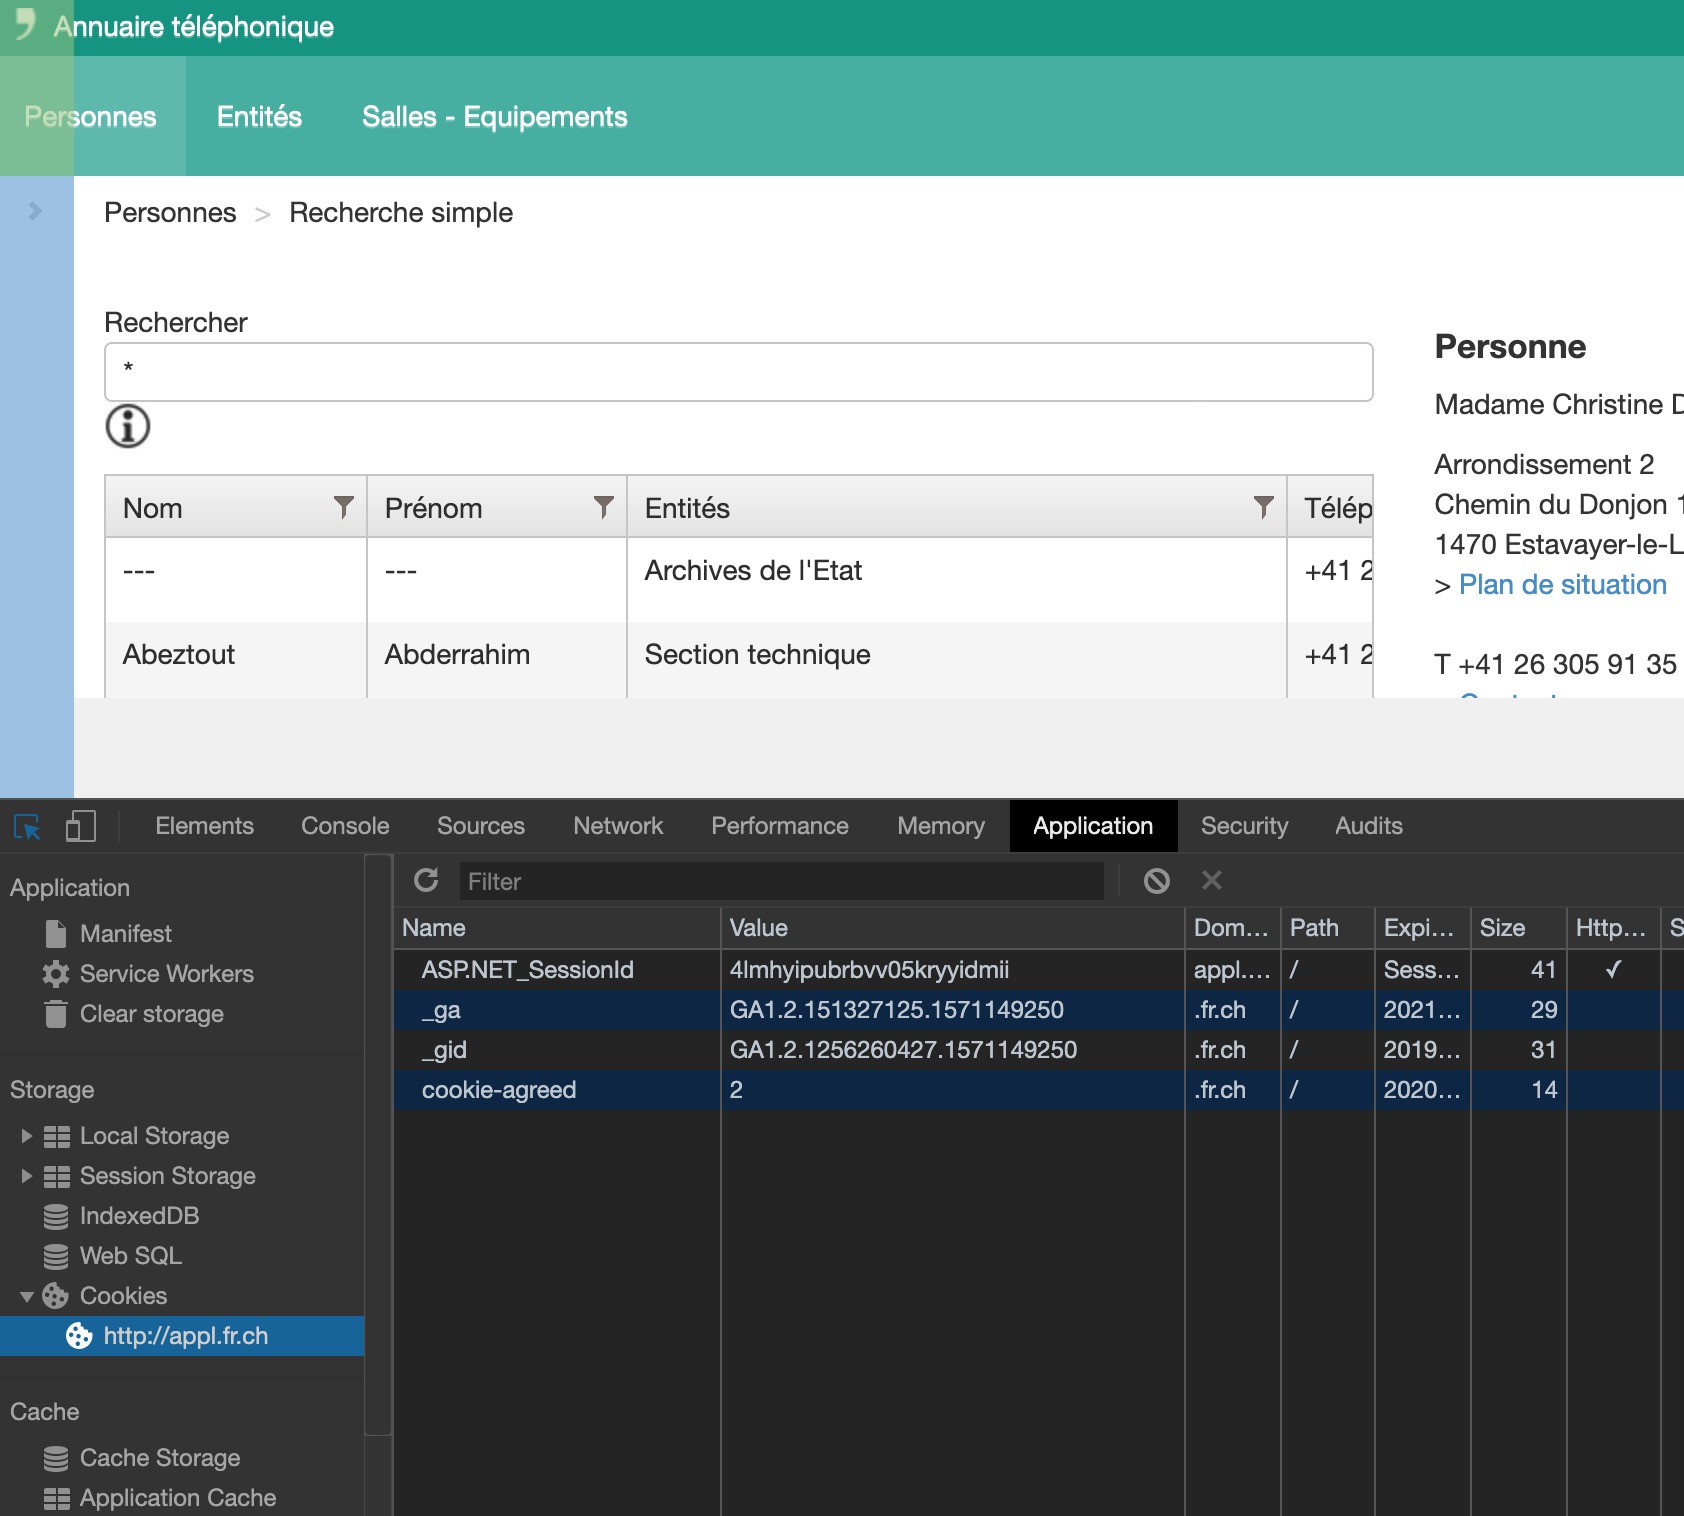 Annuaire téléphonique
Personnes Entités Salles - Equipements
Personnes > Recherche simple
Rechercher
*
Personne
Madame Christine D
Arrondissement 2
Chemin du Donjon 1
1470 Estavayer-le-L
> Plan de situation
T +41 26 305 91 35
Nom Prénom Entités Télép
--- --- Archives de l'Etat +41 2
Abeztout Abderrahim Section technique +41 2
Elements Console Sources Network Performance Memory Application Security Audits
Application
Manifest
Service Workers
Clear storage
Storage
Local Storage
Session Storage
IndexedDB
Web SQL
Cookies
http://appl.fr.ch
Cache
Cache Storage
Application Cache
Filter
Name Value Dom... Path Expi... Size Http... S
ASP.NET_SessionId 4lmhyipubrbvv05kryyidmii appl.... / Sess... 41 ✓
_ga GA1.2.151327125.1571149250 .fr.ch / 2021... 29
_gid GA1.2.1256260427.1571149250 .fr.ch / 2019... 31
cookie-agreed 2 .fr.ch / 2020... 14